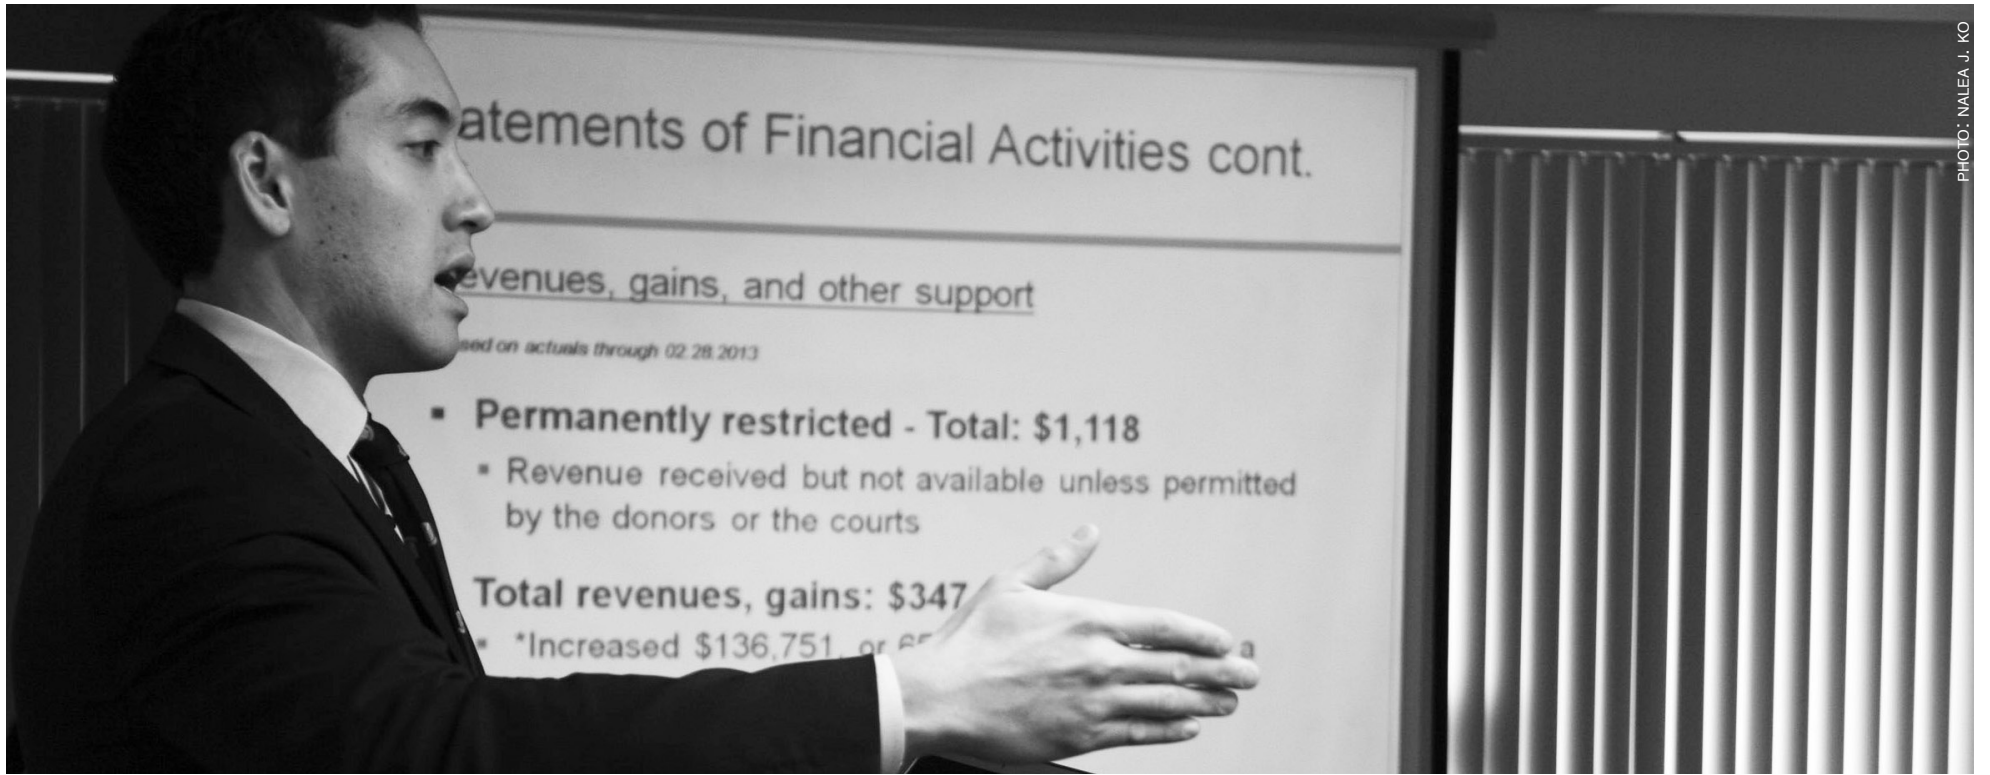 atements of Financial Activities cont.
evenues, gains, and other support
sed on actuals through 02.28.2013
▪ Permanently restricted - Total: $1,118
▪ Revenue received but not available unless permitted
by the donors or the courts
Total revenues, gains: $347
▪ *Increased $136,751, or 65 a
PHOTO: NALEA J. KO